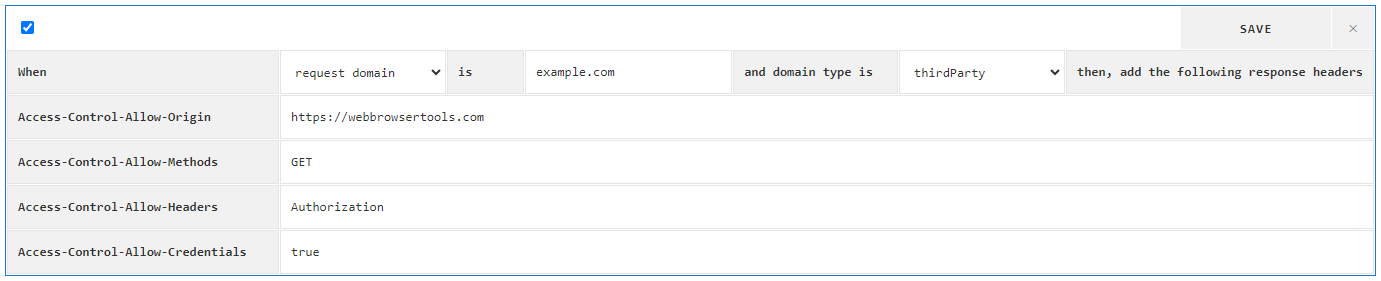 SAVE ×
When request domain is example.com and domain type is thirdParty then, add the following response headers
Access-Control-Allow-Origin https://webbrowsertools.com
Access-Control-Allow-Methods GET
Access-Control-Allow-Headers Authorization
Access-Control-Allow-Credentials true